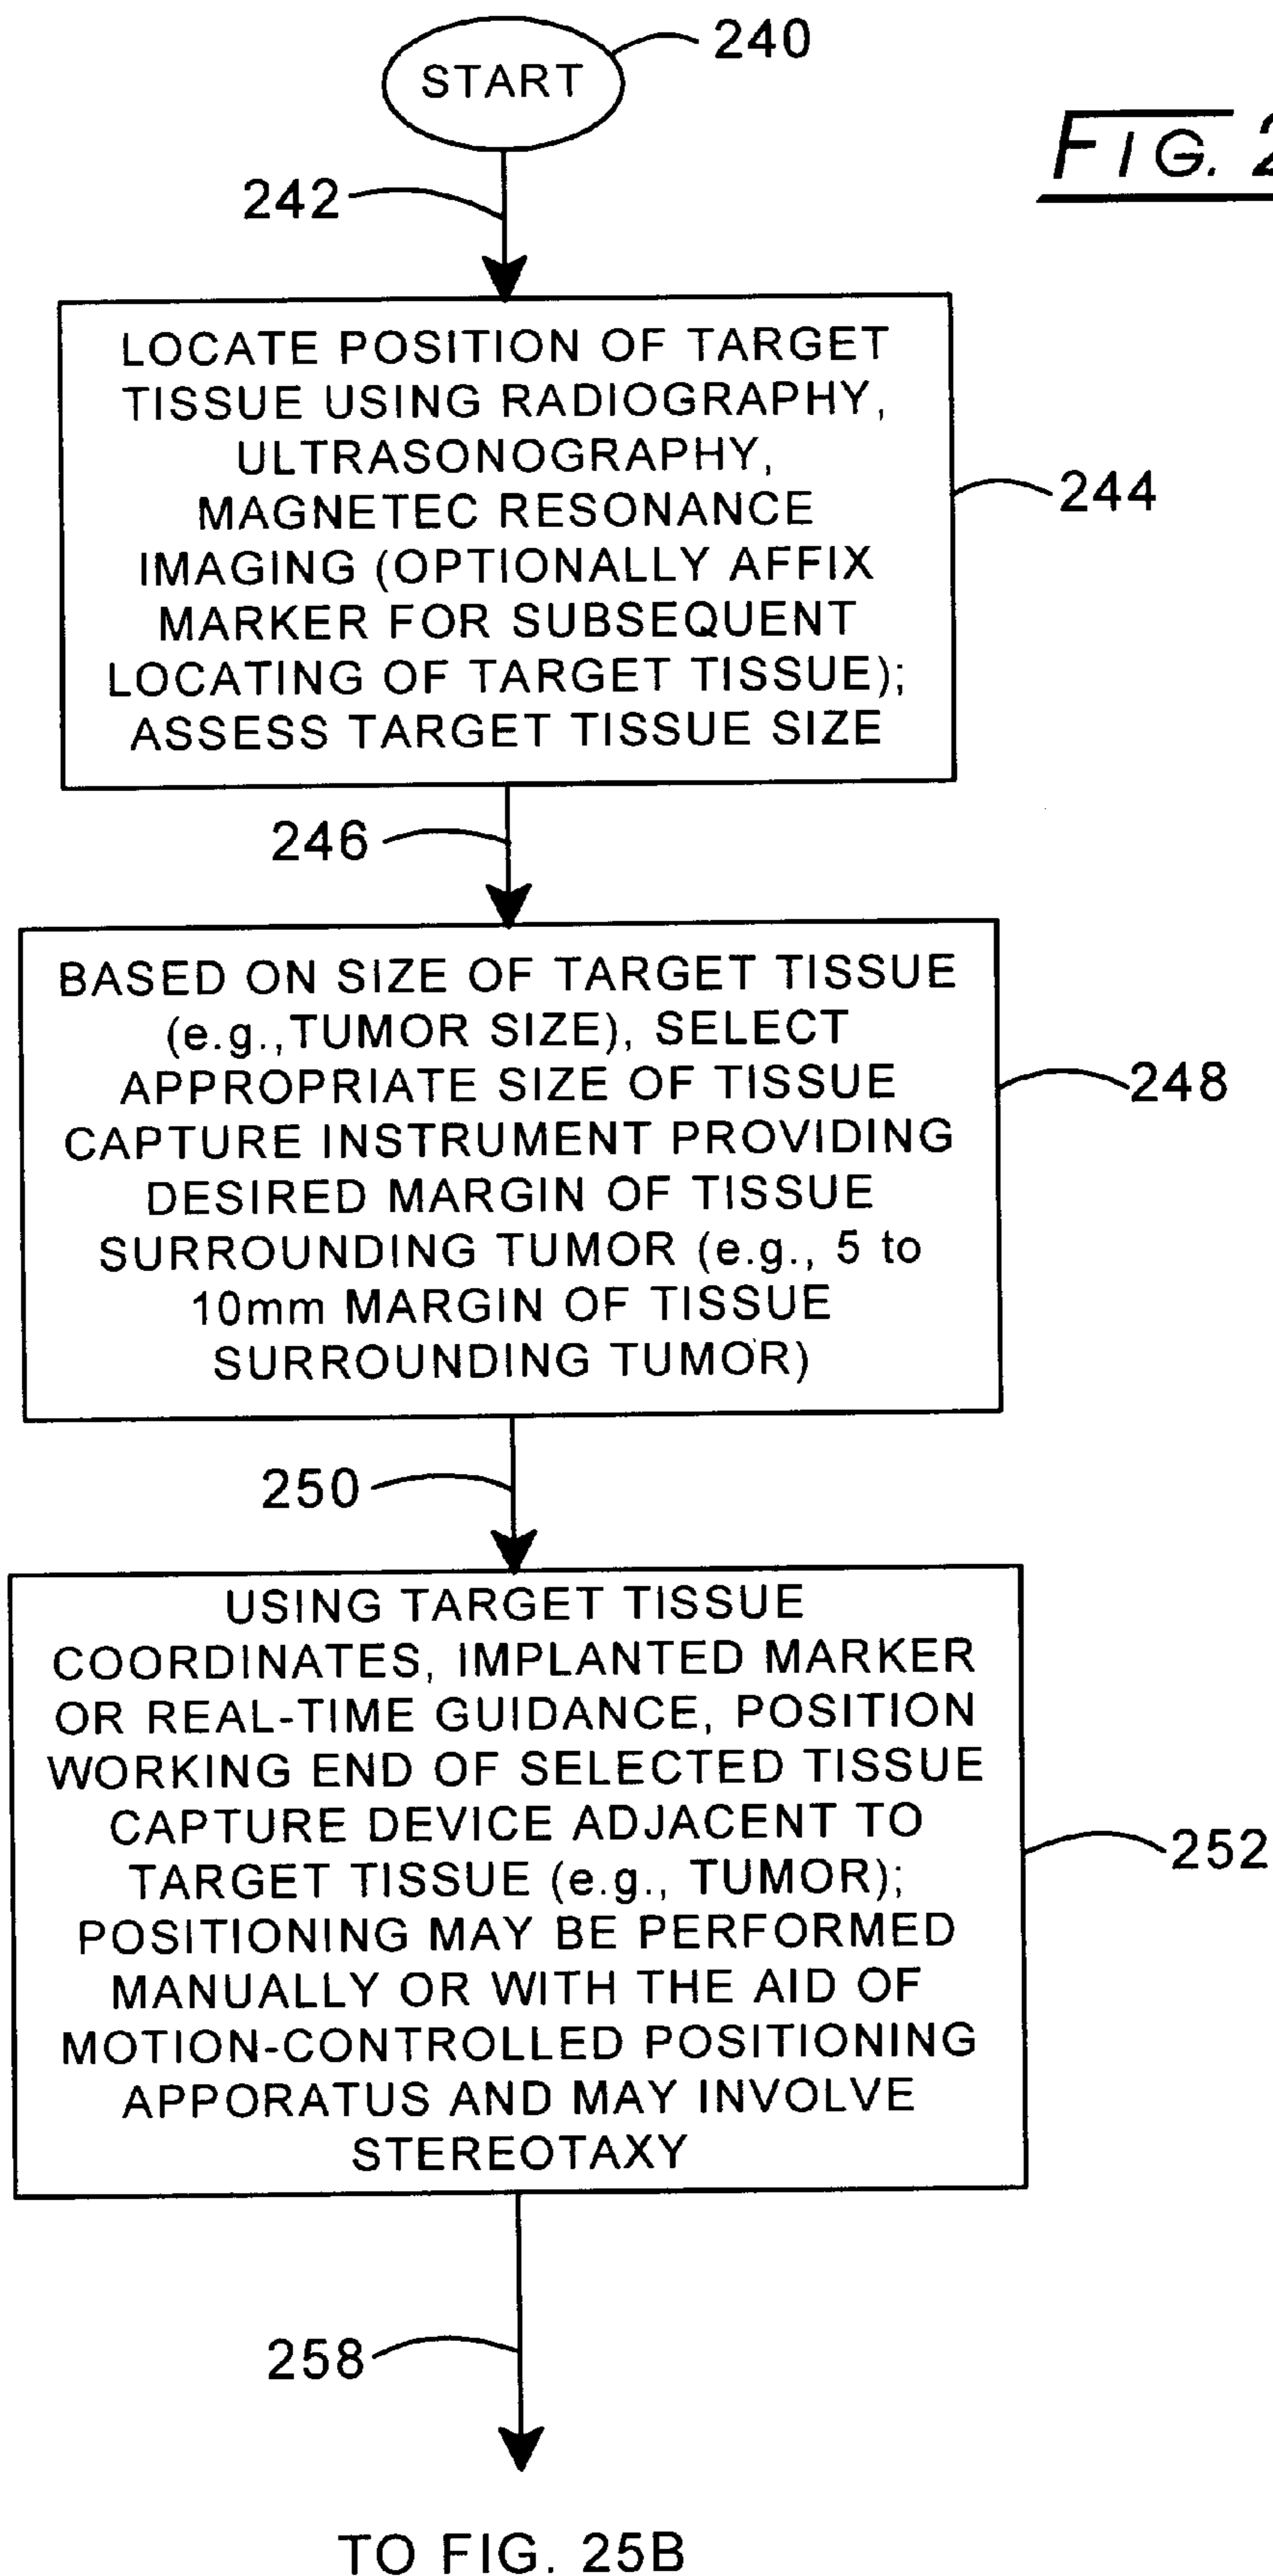 START
240
FIG. 2
242
LOCATE POSITION OF TARGET
TISSUE USING RADIOGRAPHY,
ULTRASONOGRAPHY,
MAGNETEC RESONANCE
IMAGING (OPTIONALLY AFFIX
MARKER FOR SUBSEQUENT
LOCATING OF TARGET TISSUE);
ASSESS TARGET TISSUE SIZE
244
246
BASED ON SIZE OF TARGET TISSUE
(e.g.,TUMOR SIZE), SELECT
APPROPRIATE SIZE OF TISSUE
CAPTURE INSTRUMENT PROVIDING
DESIRED MARGIN OF TISSUE
SURROUNDING TUMOR (e.g., 5 to
10mm MARGIN OF TISSUE
SURROUNDING TUMOR)
248
250
USING TARGET TISSUE
COORDINATES, IMPLANTED MARKER
OR REAL-TIME GUIDANCE, POSITION
WORKING END OF SELECTED TISSUE
CAPTURE DEVICE ADJACENT TO
TARGET TISSUE (e.g., TUMOR);
POSITIONING MAY BE PERFORMED
MANUALLY OR WITH THE AID OF
MOTION-CONTROLLED POSITIONING
APPORATUS AND MAY INVOLVE
STEREOTAXY
252
258
TO FIG. 25B